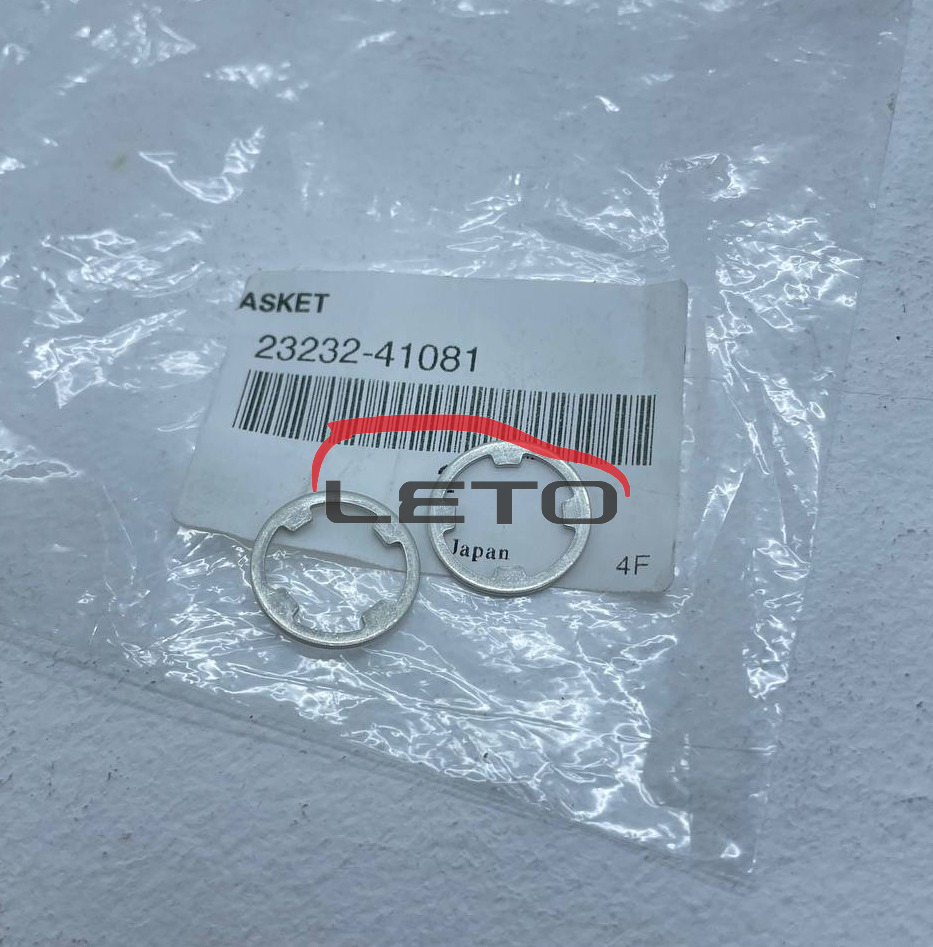 ASKET
23232-41081
LETO
Japan
4F